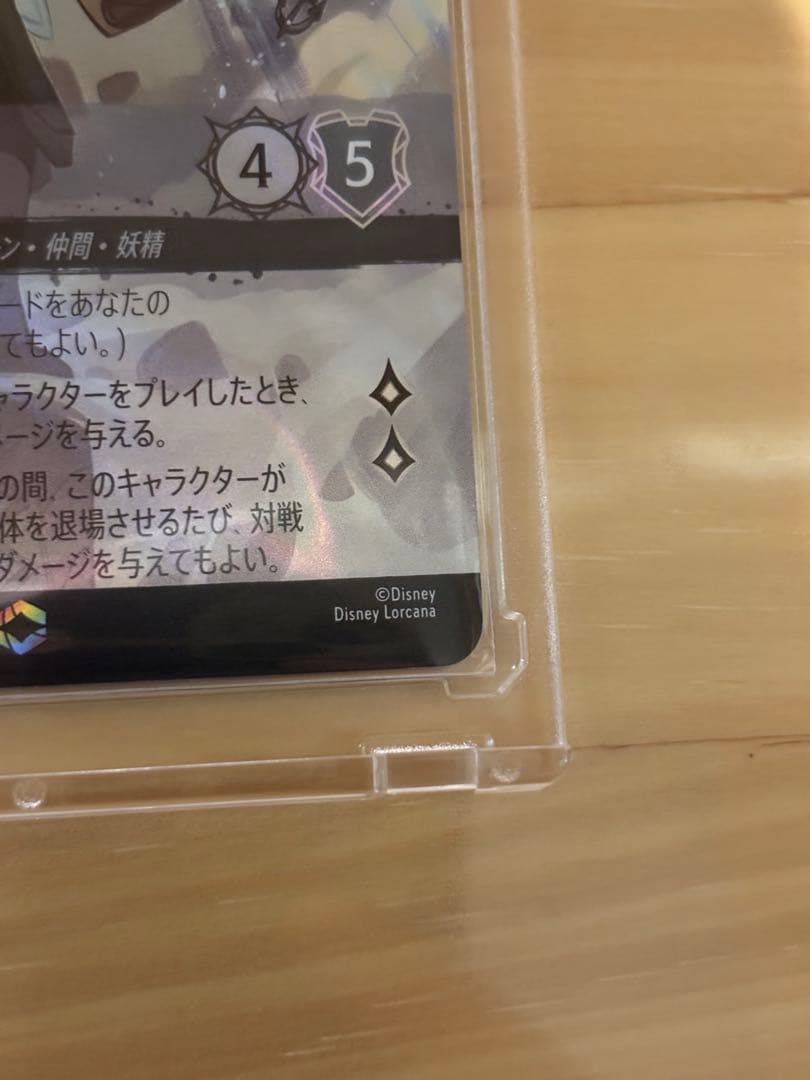 4 5
ン・仲間・妖精
ードをあなたの
てもよい。)
ャラクターをプレイしたとき、
メージを与える。
の間、このキャラクターが
体を退場させるたび、対戦
ダメージを与えてもよい。
©Disney
Disney Lorcana